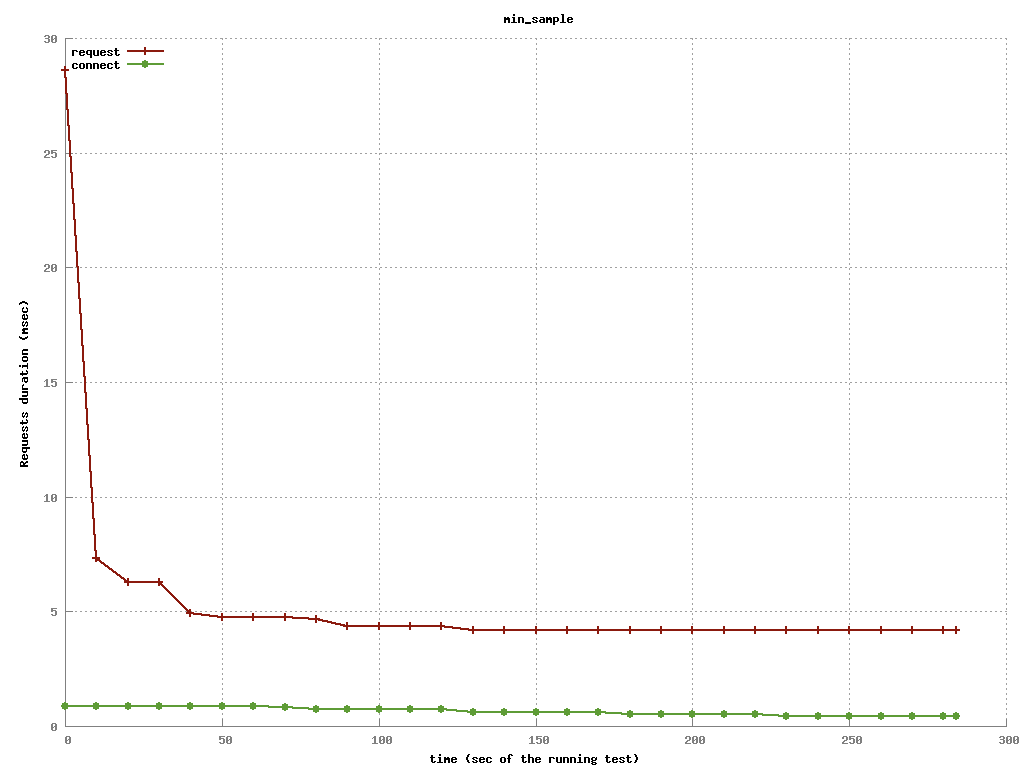 min_sample
30
request
connect
25
20
15
10
5
0
Requests duration (msec)
0 50 100 150 200 250 300
time (sec of the running test)